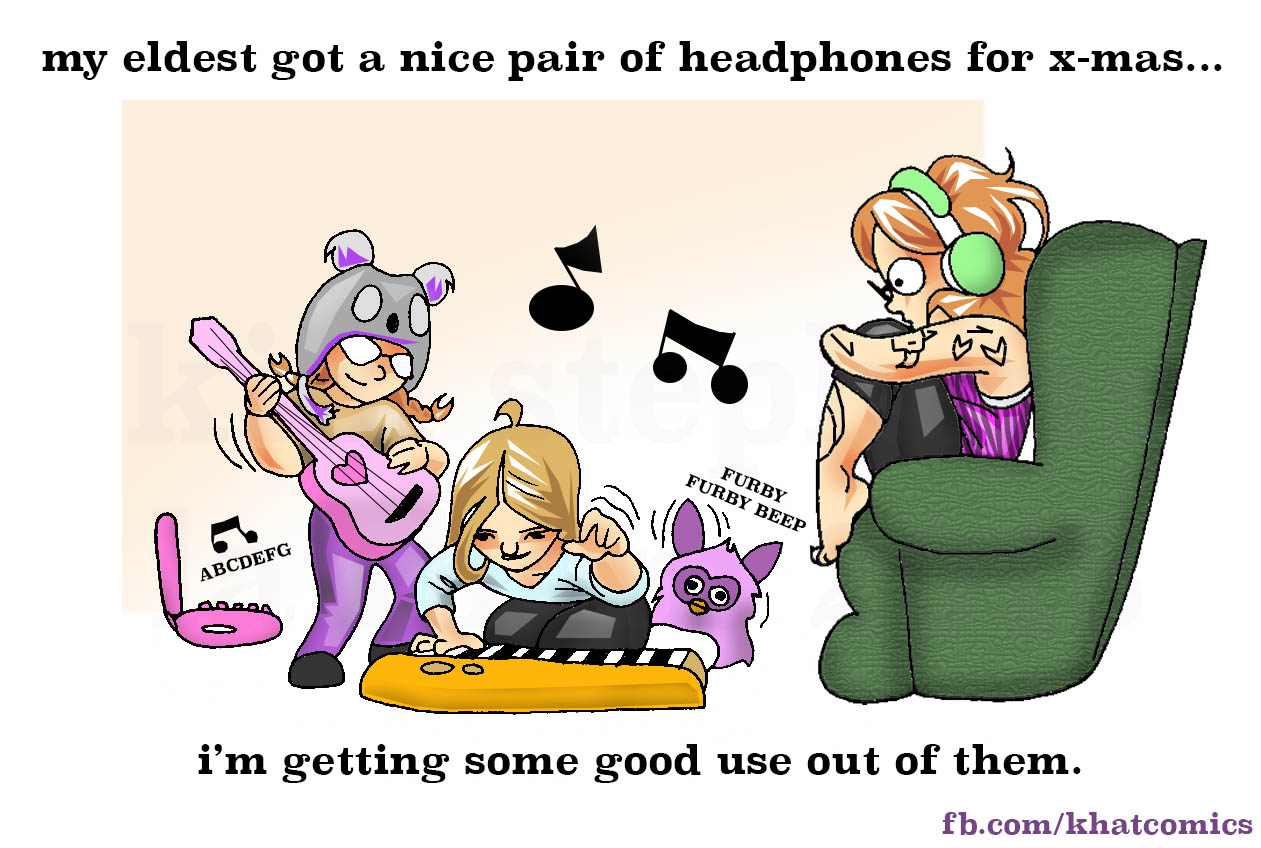 my eldest got a nice pair of headphones for x-mas...
ABCDEFG
FURBY
FURBY BEEP
i'm getting some good use out of them.
fb.com/khatcomics